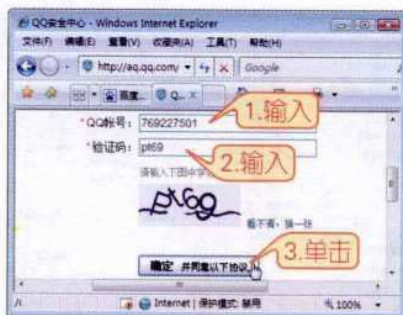 QQ安全中心 - Windows Internet Explorer
文件(F) 编辑(E) 查看(V) 收藏夹(A) 工具(T) 帮助(H)
http://aq.qq.com/ Google
百度... Q...
*QQ帐号: 769227501
1.输入
*验证码: pt69
2.输入
请输入下图中字
pt69
看不清，换一张
确定 并同意以下协议
3.单击
Internet | 保护模式: 禁用 100%